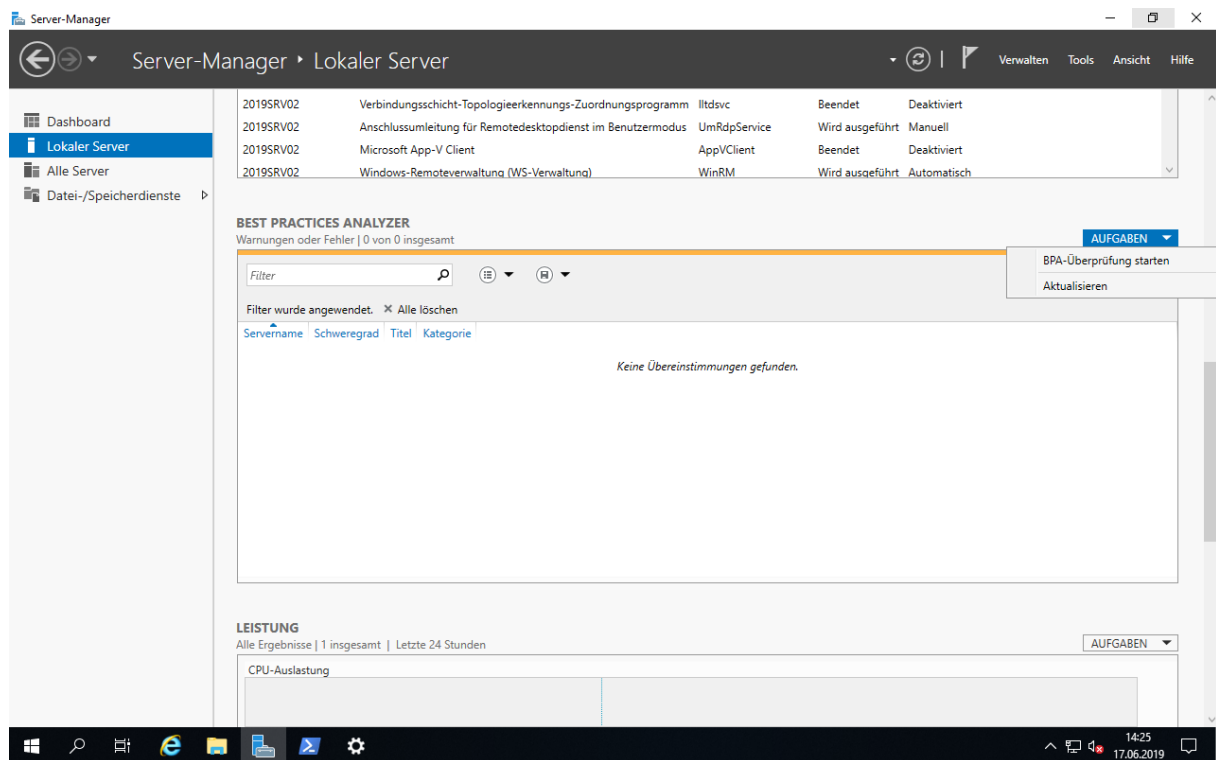 Server-Manager
Server-Manager • Lokaler Server
Verwalten Tools Ansicht Hilfe
Dashboard
Lokaler Server
Alle Server
Datei-/Speicherdienste
2019SRV02 Verbindungsschicht-Topologieerkennungs-Zuordnungsprogramm lltdsvc Beendet Deaktiviert
2019SRV02 Anschlussumleitung für Remotedesktopdienst im Benutzermodus UmRdpService Wird ausgeführt Manuell
2019SRV02 Microsoft App-V Client AppVClient Beendet Deaktiviert
2019SRV02 Windows-Remoteverwaltung (WS-Verwaltung) WinRM Wird ausgeführt Automatisch
BEST PRACTICES ANALYZER
Warnungen oder Fehler | 0 von 0 insgesamt
AUFGABEN
BPA-Überprüfung starten
Aktualisieren
Filter
Filter wurde angewendet. × Alle löschen
Servername Schweregrad Titel Kategorie
Keine Übereinstimmungen gefunden.
LEISTUNG
Alle Ergebnisse | 1 insgesamt | Letzte 24 Stunden
AUFGABEN
CPU-Auslastung
14:25
17.06.2019